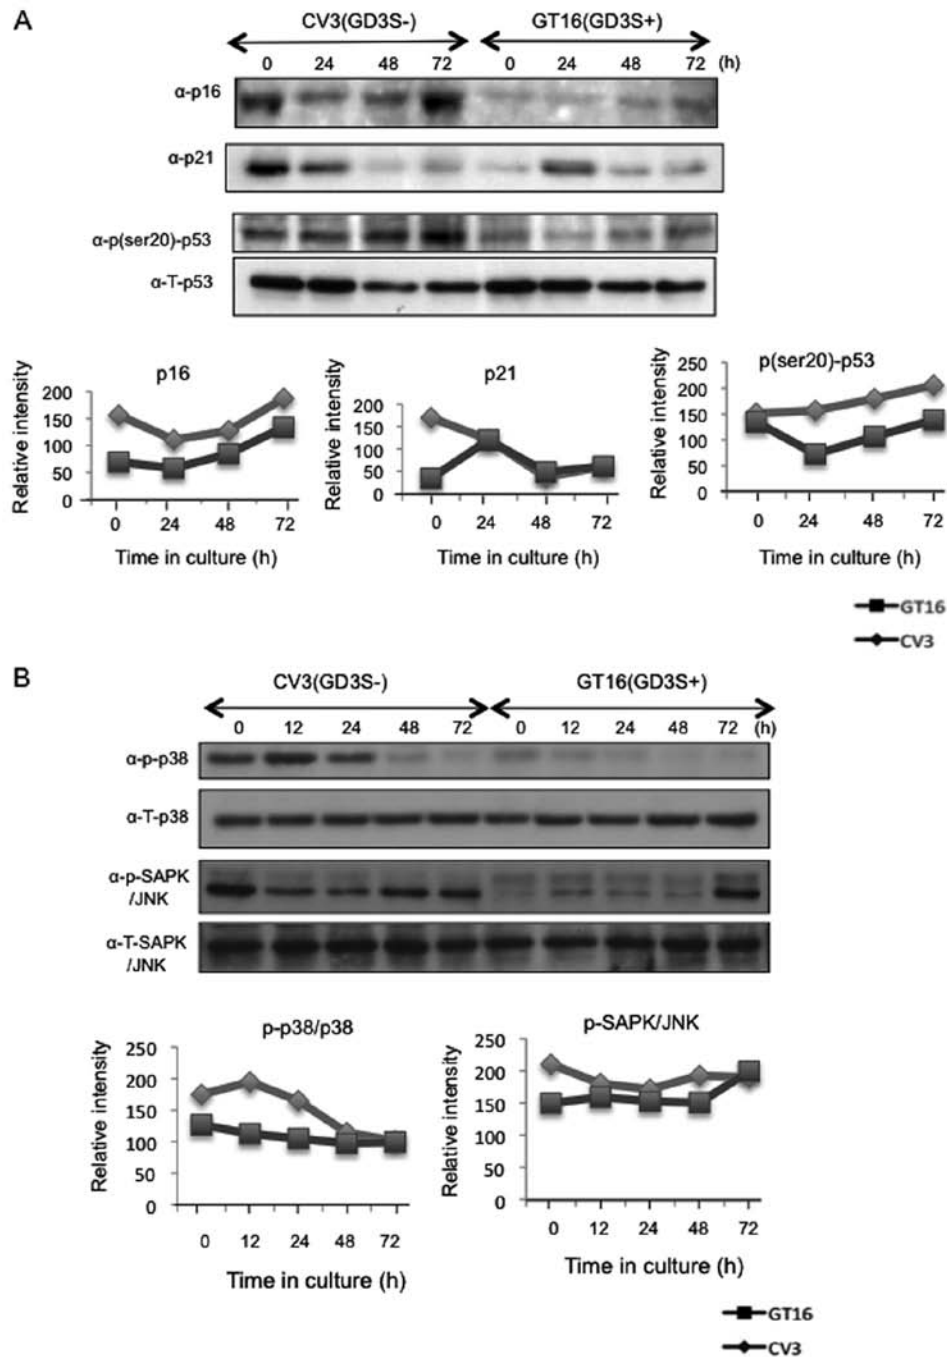 A
CV3(GD3S-) GT16(GD3S+)
0 24 48 72 0 24 48 72 (h)
α-p16
α-p21
α-p(ser20)-p53
α-T-p53
p16
Relative intensity
200
150
100
50
0
0 24 48 72
Time in culture (h)
p21
Relative intensity
200
150
100
50
0
0 24 48 72
Time in culture (h)
p(ser20)-p53
Relative intensity
250
200
150
100
50
0
0 24 48 72
Time in culture (h)
GT16
CV3
B
CV3(GD3S-) GT16(GD3S+)
0 12 24 48 72 0 12 24 48 72 (h)
α-p-p38
α-T-p38
α-p-SAPK
/JNK
α-T-SAPK
/JNK
p-p38/p38
Relative intensity
250
200
150
100
50
0
0 12 24 48 72
Time in culture (h)
p-SAPK/JNK
Relative intensity
250
200
150
100
50
0
0 12 24 48 72
Time in culture (h)
GT16
CV3